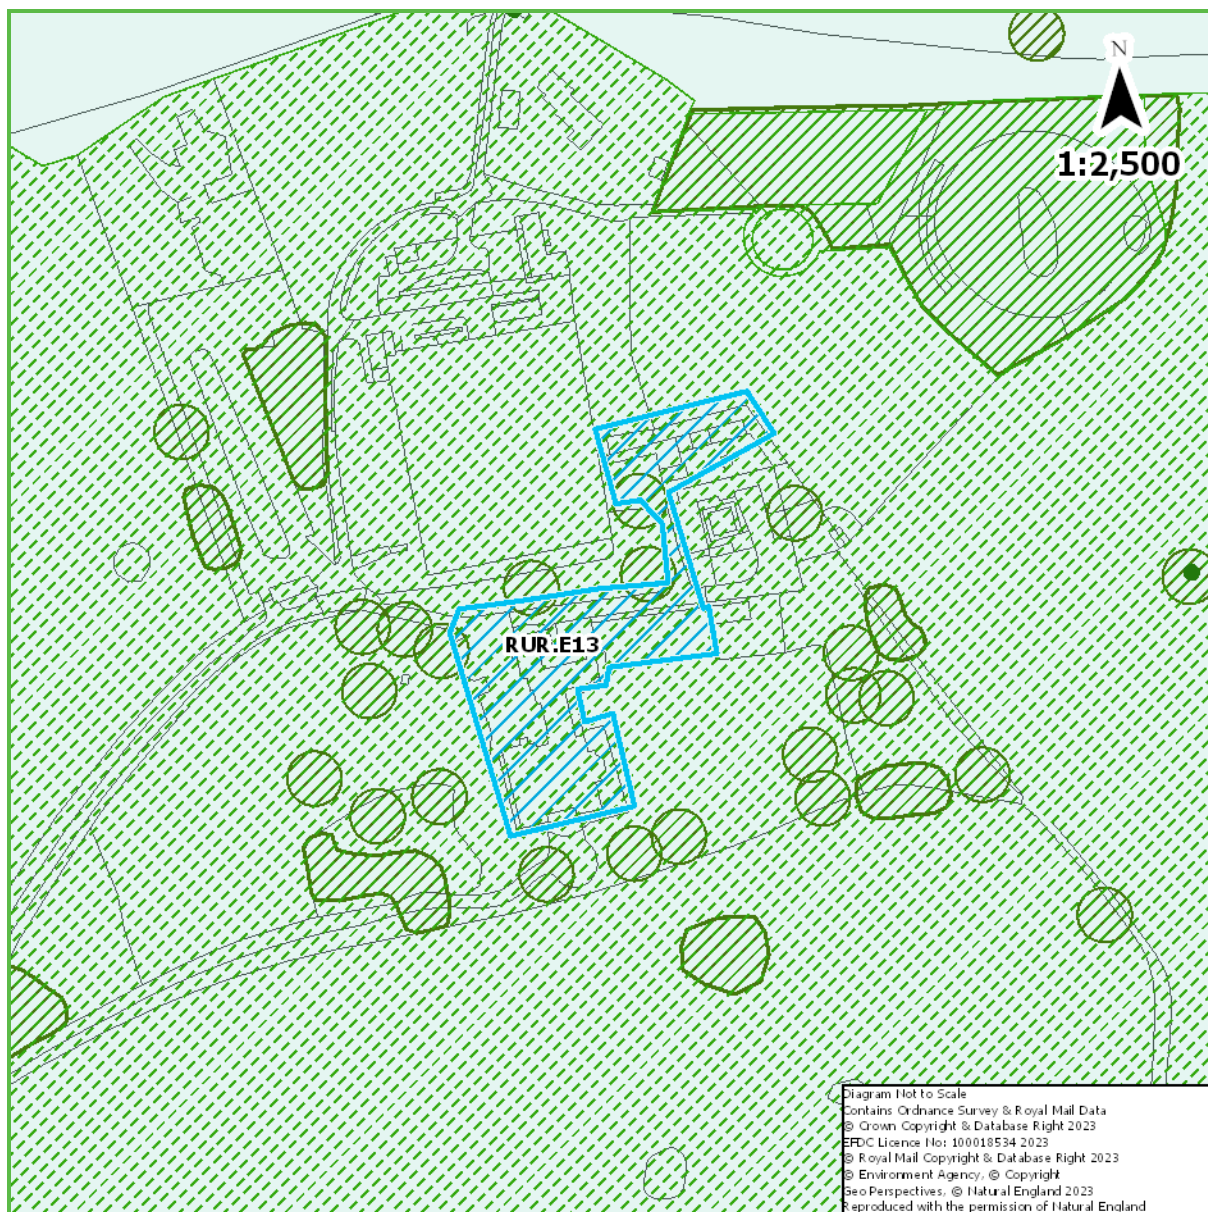 N
1:2,500
RUR.E13
Diagram Not to Scale
Contains Ordnance Survey & Royal Mail Data
© Crown Copyright & Database Right 2023
EFDC Licence No: 100018534 2023
© Royal Mail Copyright & Database Right 2023
© Environment Agency, © Copyright
Geo Perspectives, © Natural England 2023
Reproduced with the permission of Natural England